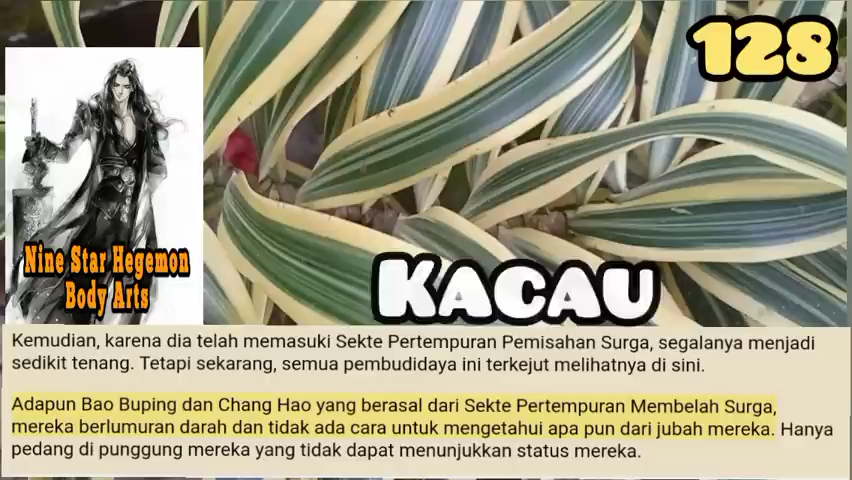 128
Nine Star Hegemon
Body Arts
KACAU
Kemudian, karena dia telah memasuki Sekte Pertempuran Pemisahan Surga, segalanya menjadi
sedikit tenang. Tetapi sekarang, semua pembudidaya ini terkejut melihatnya di sini.
Adapun Bao Buping dan Chang Hao yang berasal dari Sekte Pertempuran Membelah Surga,
mereka berlumuran darah dan tidak ada cara untuk mengetahui apa pun dari jubah mereka. Hanya
pedang di punggung mereka yang tidak dapat menunjukkan status mereka.